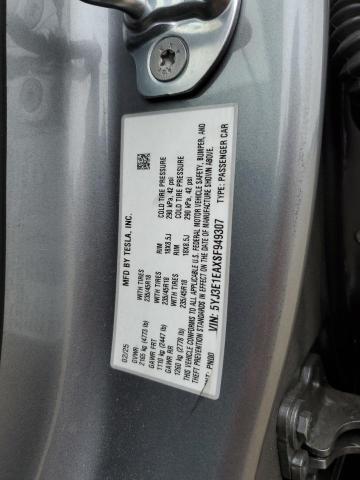 MFD BY TESLA, INC.
02/25
GVWR
2165 kg (4773 lb)
GAWR FRT WITH TIRES RIM COLD TIRE PRESSURE
1110 kg (2447 lb) 235/45R18 18X8.5J 290 kPa, 42 psi
GAWR RR WITH TIRES RIM COLD TIRE PRESSURE
1260 kg (2778 lb) 235/45R18 18X8.5J 290 kPa, 42 psi
THIS VEHICLE CONFORMS TO ALL APPLICABLE U.S. FEDERAL MOTOR VEHICLE SAFETY, BUMPER, AND
THEFT PREVENTION STANDARDS IN EFFECT ON THE DATE OF MANUFACTURE SHOWN ABOVE.
VIN: 5YJ3E1EAXSF949307 TYPE: PASSENGER CAR
PNT: PN00